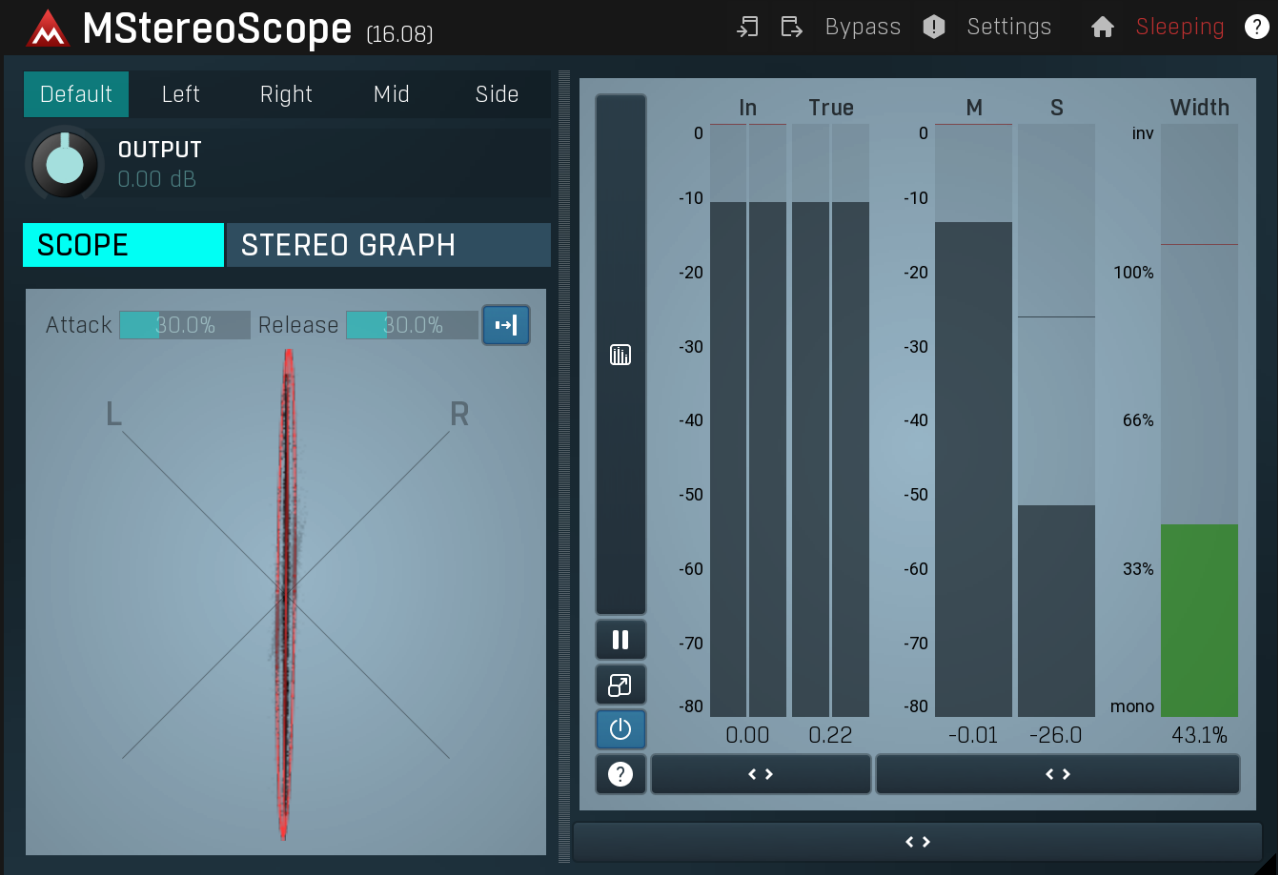 MStereoScope (16.08) Bypass Settings Sleeping ?
Default Left Right Mid Side
OUTPUT
0.00 dB
SCOPE STEREO GRAPH
Attack 30.0% Release 30.0%
L R
In True M S Width
0 0 inv
-10 -10
-20 -20 100%
-30 -30
-40 -40 66%
-50 -50
-60 -60 33%
-70 -70
-80 -80 mono
0.00 0.22 -0.01 -26.0 43.1%
?